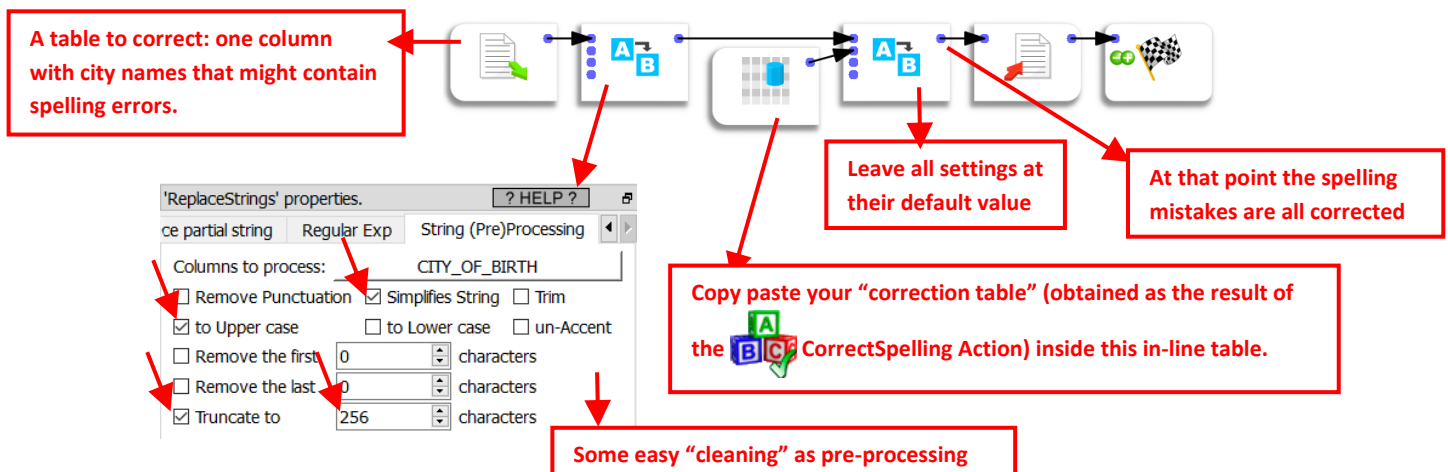 A table to correct: one column
with city names that might contain
spelling errors.
A
B
A
B
Leave all settings at
their default value
At that point the spelling
mistakes are all corrected
'ReplaceStrings' properties. ? HELP ?
ce partial string Regular Exp String (Pre)Processing
Columns to process: CITY_OF_BIRTH
Remove Punctuation Simplifies String Trim
to Upper case to Lower case un-Accent
Remove the first 0 characters
Remove the last 0 characters
Truncate to 256 characters
Copy paste your “correction table” (obtained as the result of
the A B C CorrectSpelling Action) inside this in-line table.
Some easy “cleaning” as pre-processing